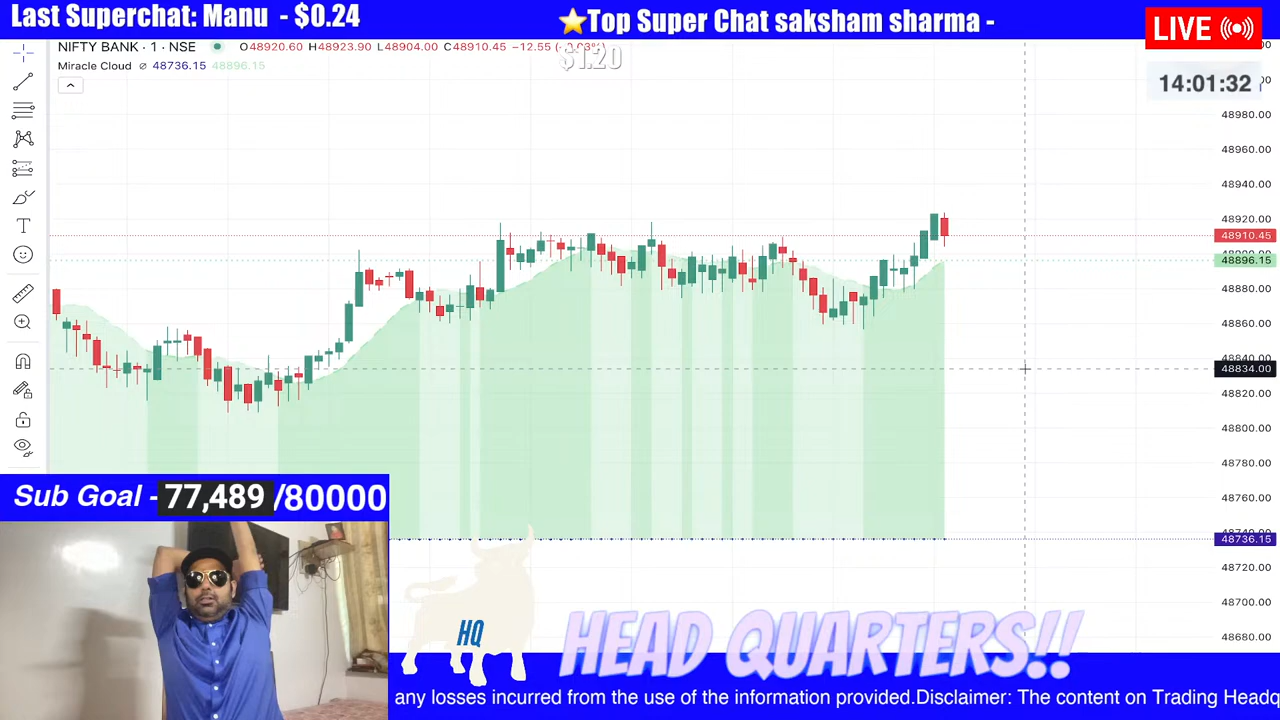 Last Superchat: Manu - $0.24
⭐Top Super Chat saksham sharma -
$1.20
LIVE
14:01:32
NIFTY BANK · 1 · NSE O48920.60 H48923.90 L48904.00 C48910.45 −12.55 (−0.03%)
Miracle Cloud ⌀ 48736.15 48896.15
48980.00
48960.00
48940.00
48920.00
48910.45
48896.15
48880.00
48860.00
48840.00
48834.00
48820.00
48800.00
48780.00
48760.00
48736.15
48720.00
48700.00
48680.00
Sub Goal - 77,489 /80000
HQ
HEAD QUARTERS!!
any losses incurred from the use of the information provided.Disclaimer: The content on Trading Headq